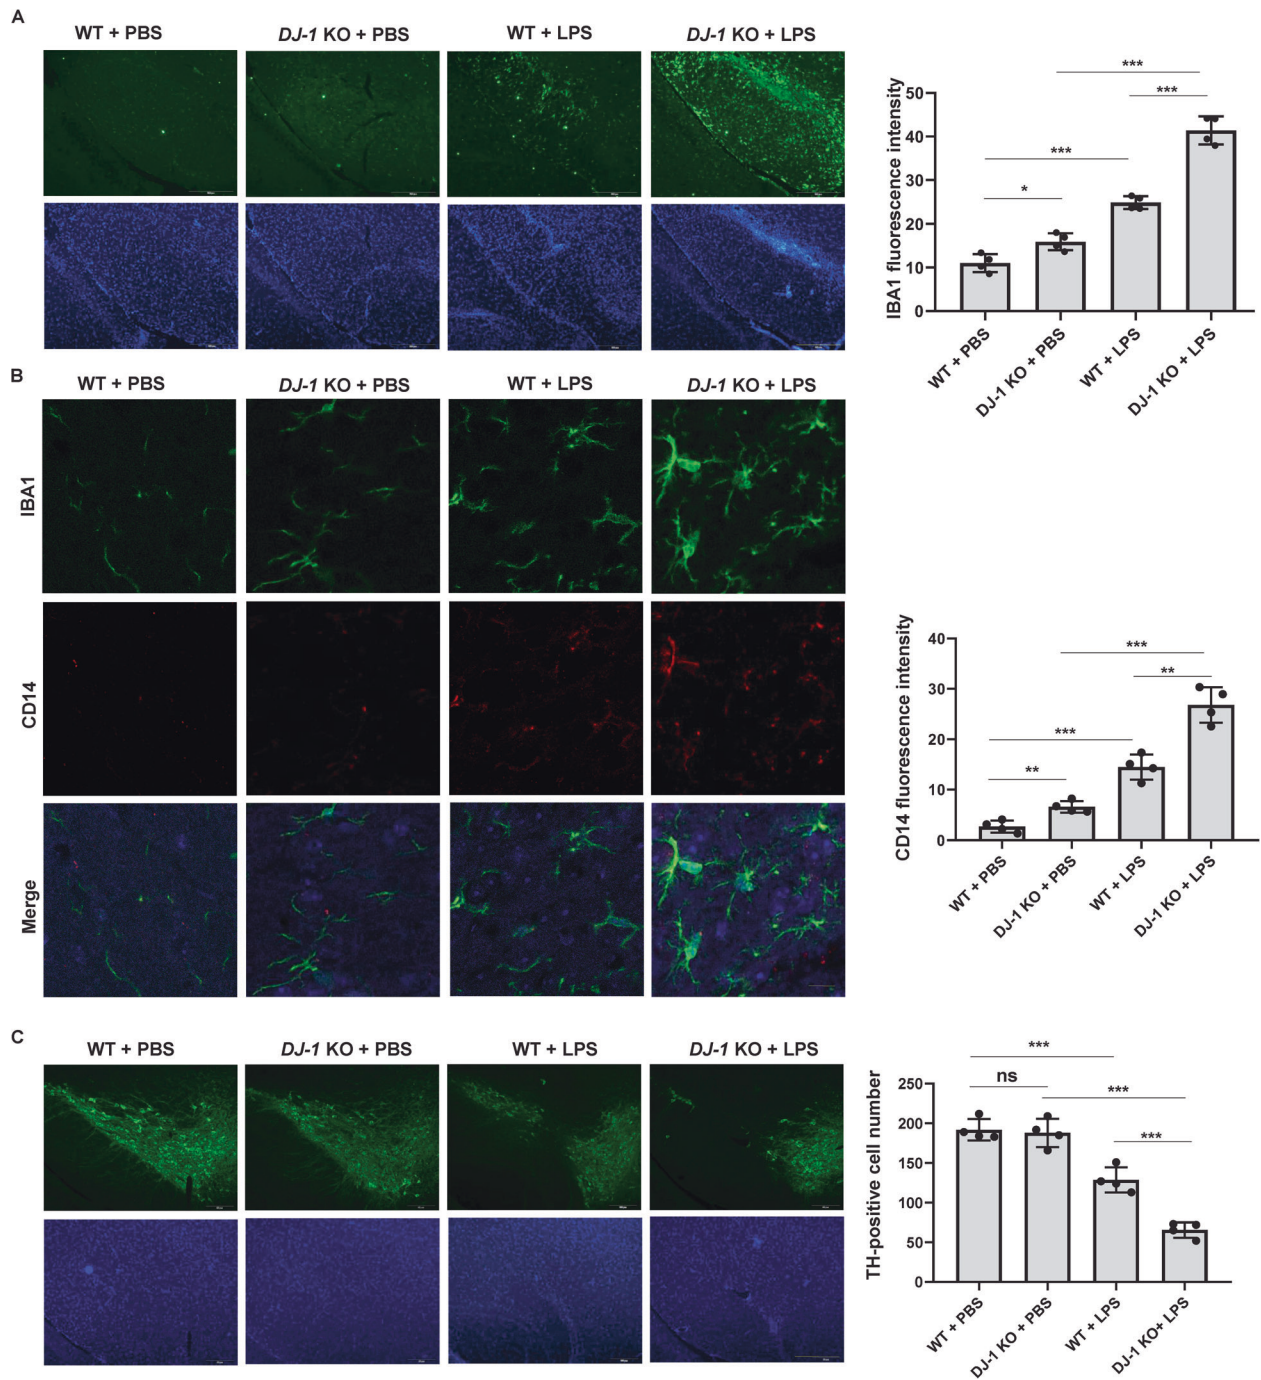 A
WT + PBS
DJ-1 KO + PBS
WT + LPS
DJ-1 KO + LPS
IBA1 fluorescence intensity
50
40
30
20
10
0
***
***
***
*
WT + PBS
DJ-1 KO + PBS
WT + LPS
DJ-1 KO + LPS
B
WT + PBS
DJ-1 KO + PBS
WT + LPS
DJ-1 KO + LPS
IBA1
CD14
Merge
CD14 fluorescence intensity
40
30
20
10
0
***
**
***
**
WT + PBS
DJ-1 KO + PBS
WT + LPS
DJ-1 KO + LPS
C
WT + PBS
DJ-1 KO + PBS
WT + LPS
DJ-1 KO + LPS
TH-positive cell number
250
200
150
100
50
0
***
ns
***
***
WT + PBS
DJ-1 KO + PBS
WT + LPS
DJ-1 KO+ LPS